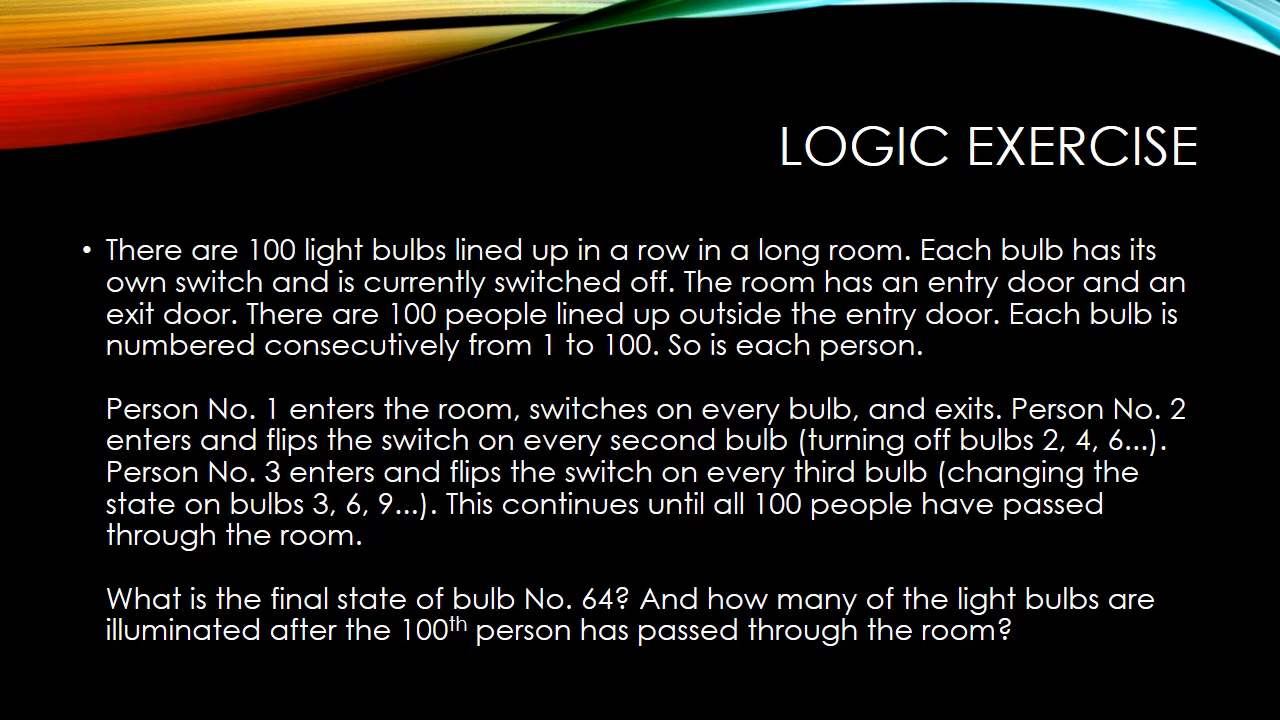 LOGIC EXERCISE
• There are 100 light bulbs lined up in a row in a long room. Each bulb has its
own switch and is currently switched off. The room has an entry door and an
exit door. There are 100 people lined up outside the entry door. Each bulb is
numbered consecutively from 1 to 100. So is each person.
Person No. 1 enters the room, switches on every bulb, and exits. Person No. 2
enters and flips the switch on every second bulb (turning off bulbs 2, 4, 6...).
Person No. 3 enters and flips the switch on every third bulb (changing the
state on bulbs 3, 6, 9...). This continues until all 100 people have passed
through the room.
What is the final state of bulb No. 64? And how many of the light bulbs are
illuminated after the 100th person has passed through the room?